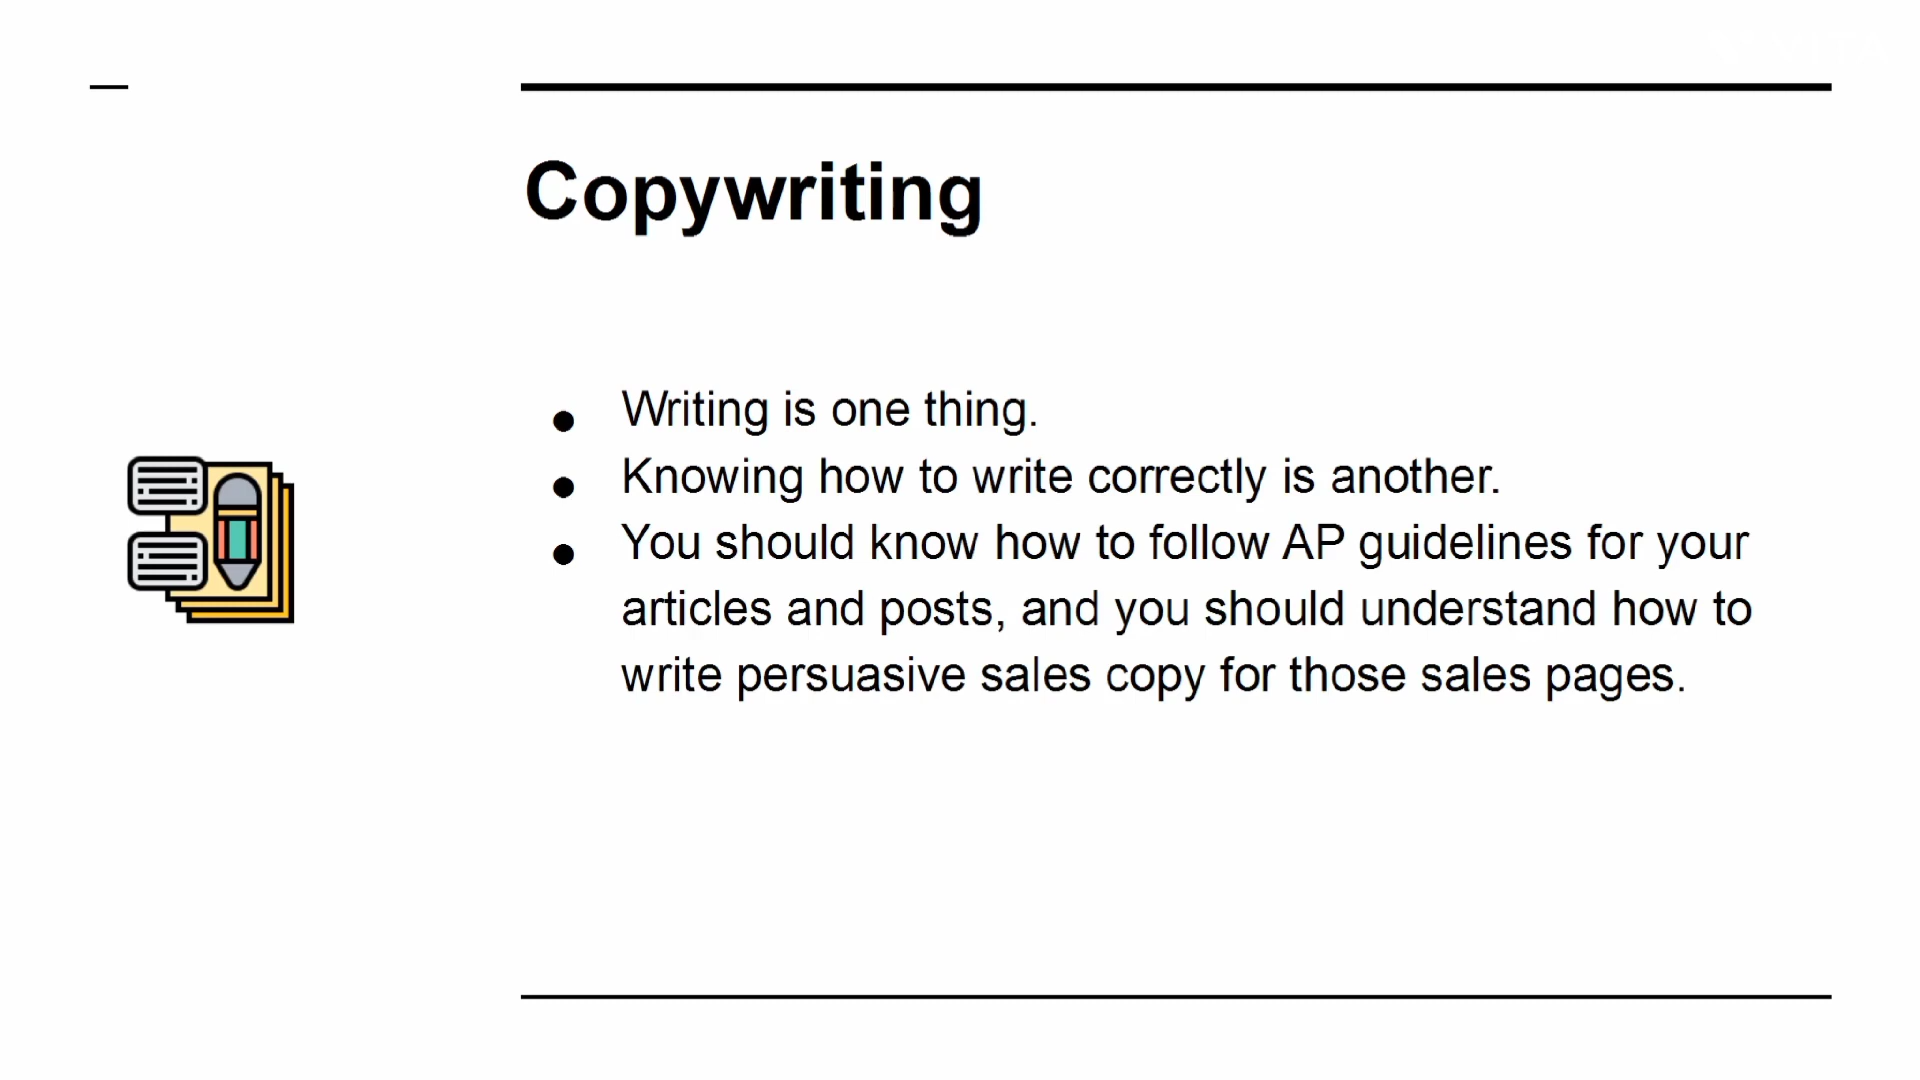 Copywriting
● Writing is one thing.
● Knowing how to write correctly is another.
● You should know how to follow AP guidelines for your
articles and posts, and you should understand how to
write persuasive sales copy for those sales pages.